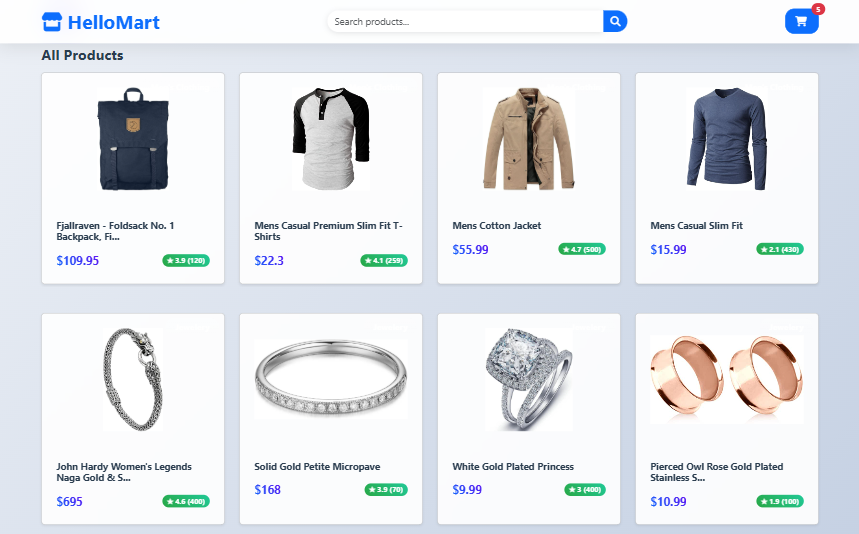 HelloMart
Search products...
5
All Products
Fjallraven - Foldsack No. 1
Backpack, Fi...
$109.95
★ 3.9 (120)
Mens Casual Premium Slim Fit T-
Shirts
$22.3
★ 4.1 (259)
Mens Cotton Jacket
$55.99
★ 4.7 (500)
Mens Casual Slim Fit
$15.99
★ 2.1 (430)
John Hardy Women's Legends
Naga Gold & S...
$695
★ 4.6 (400)
Solid Gold Petite Micropave
$168
★ 3.9 (70)
White Gold Plated Princess
$9.99
★ 3 (400)
Pierced Owl Rose Gold Plated
Stainless S...
$10.99
★ 1.9 (100)